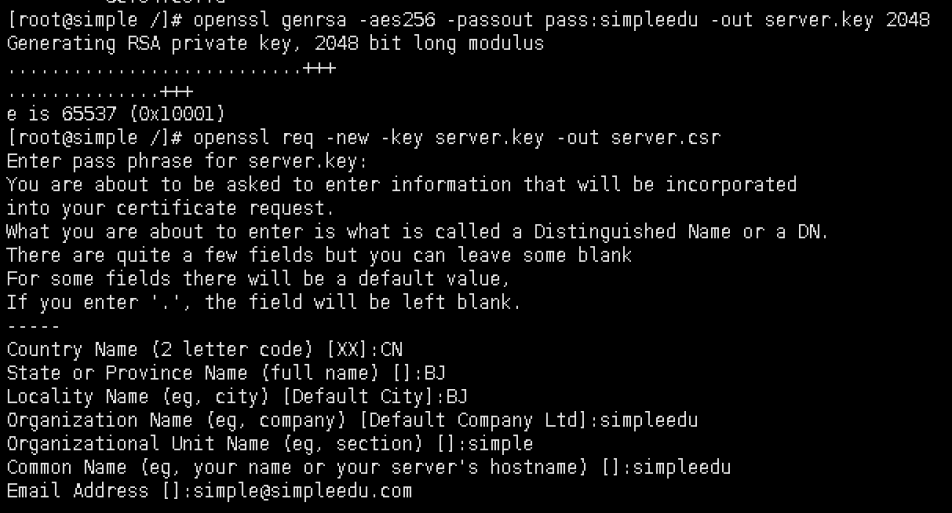 [root@simple /]# openssl genrsa -aes256 -passout pass:simpleedu -out server.key 2048
Generating RSA private key, 2048 bit long modulus
...........................+++
..............+++
e is 65537 (0x10001)
[root@simple /]# openssl req -new -key server.key -out server.csr
Enter pass phrase for server.key:
You are about to be asked to enter information that will be incorporated
into your certificate request.
What you are about to enter is what is called a Distinguished Name or a DN.
There are quite a few fields but you can leave some blank
For some fields there will be a default value,
If you enter '.', the field will be left blank.
-----
Country Name (2 letter code) [XX]:CN
State or Province Name (full name) []:BJ
Locality Name (eg, city) [Default City]:BJ
Organization Name (eg, company) [Default Company Ltd]:simpleedu
Organizational Unit Name (eg, section) []:simple
Common Name (eg, your name or your server's hostname) []:simpleedu
Email Address []:simple@simpleedu.com